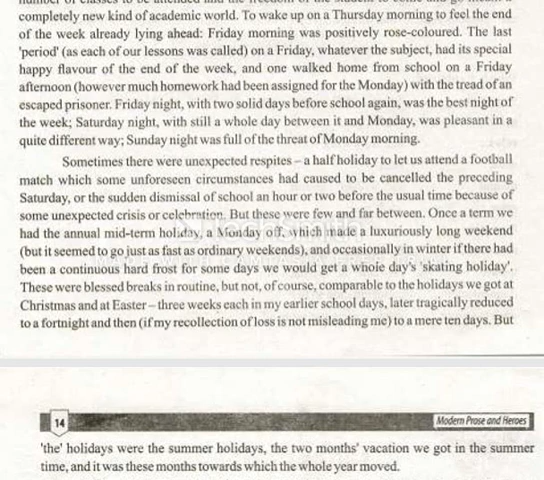 completely new kind of academic world. To wake up on a Thursday morning to feel the end
of the week already lying ahead: Friday morning was positively rose-coloured. The last
'period' (as each of our lessons was called) on a Friday, whatever the subject, had its special
happy flavour of the end of the week, and one walked home from school on a Friday
afternoon (however much homework had been assigned for the Monday) with the tread of an
escaped prisoner. Friday night, with two solid days before school again, was the best night of
the week; Saturday night, with still a whole day between it and Monday, was pleasant in a
quite different way; Sunday night was full of the threat of Monday morning.
Sometimes there were unexpected respites – a half holiday to let us attend a football
match which some unforeseen circumstances had caused to be cancelled the preceding
Saturday, or the sudden dismissal of school an hour or two before the usual time because of
some unexpected crisis or celebration. But these were few and far between. Once a term we
had the annual mid-term holiday, a Monday off, which made a luxuriously long weekend
(but it seemed to go just as fast as ordinary weekends), and occasionally in winter if there had
been a continuous hard frost for some days we would get a whole day's 'skating holiday'.
These were blessed breaks in routine, but not, of course, comparable to the holidays we got at
Christmas and at Easter – three weeks each in my earlier school days, later tragically reduced
to a fortnight and then (if my recollection of loss is not misleading me) to a mere ten days. But
14 Modern Prose and Heroes
'the' holidays were the summer holidays, the two months' vacation we got in the summer
time, and it was these months towards which the whole year moved.